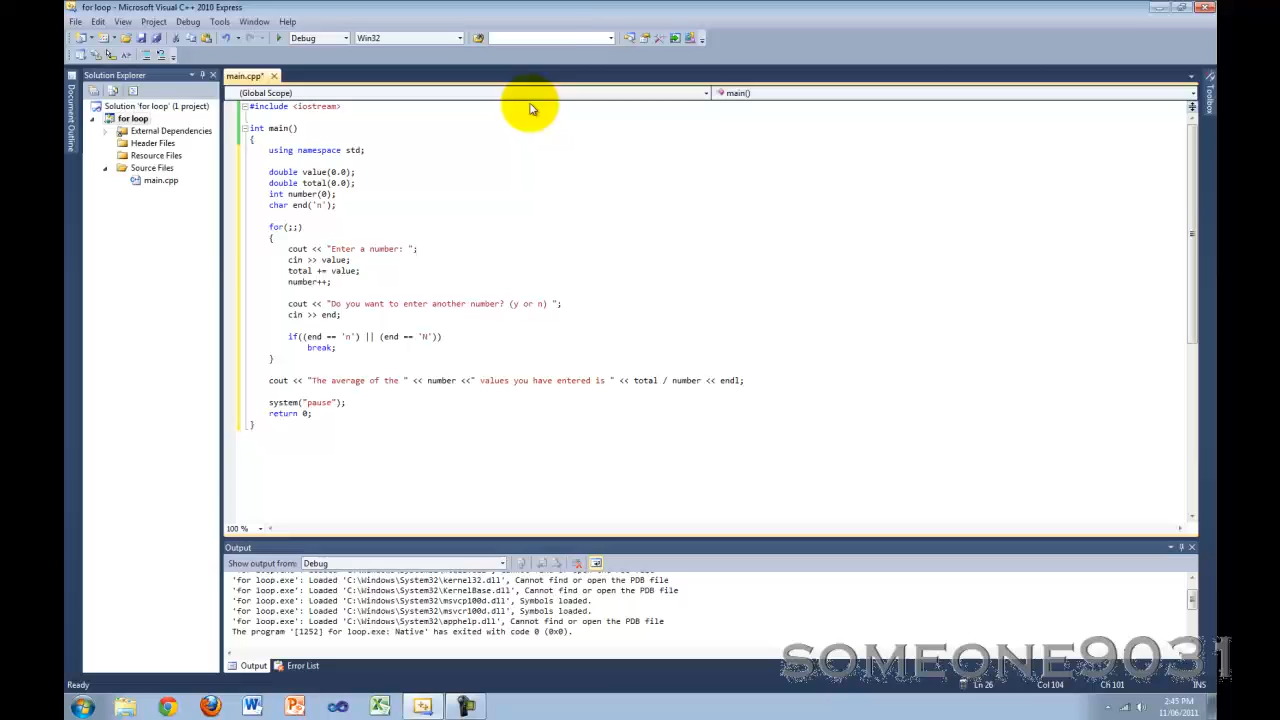 for loop - Microsoft Visual C++ 2010 Express
File Edit View Project Debug Tools Window Help
Debug Win32
Solution Explorer
main.cpp*
(Global Scope) main()
Document Outline
Toolbox
Solution 'for loop' (1 project)
for loop
External Dependencies
Header Files
Resource Files
Source Files
main.cpp
#include <iostream>
int main()
{
using namespace std;
double value(0.0);
double total(0.0);
int number(0);
char end('n');
for(;;)
{
cout << "Enter a number: ";
cin >> value;
total += value;
number++;
cout << "Do you want to enter another number? (y or n) ";
cin >> end;
if((end == 'n') || (end == 'N'))
break;
}
cout << "The average of the " << number <<" values you have entered is " << total / number << endl;
system("pause");
return 0;
}
100 %
Output
Show output from: Debug
'for loop.exe': Loaded 'C:\Windows\System32\kernel32.dll', Cannot find or open the PDB file
'for loop.exe': Loaded 'C:\Windows\System32\KernelBase.dll', Cannot find or open the PDB file
'for loop.exe': Loaded 'C:\Windows\System32\msvcp100d.dll', Symbols loaded.
'for loop.exe': Loaded 'C:\Windows\System32\msvcr100d.dll', Symbols loaded.
'for loop.exe': Loaded 'C:\Windows\System32\apphelp.dll', Cannot find or open the PDB file
The program '[1252] for loop.exe: Native' has exited with code 0 (0x0).
Output Error List
SOMEONE9031
Ready Ln 26 Col 104 Ch 101 INS
2:45 PM
11/06/2011